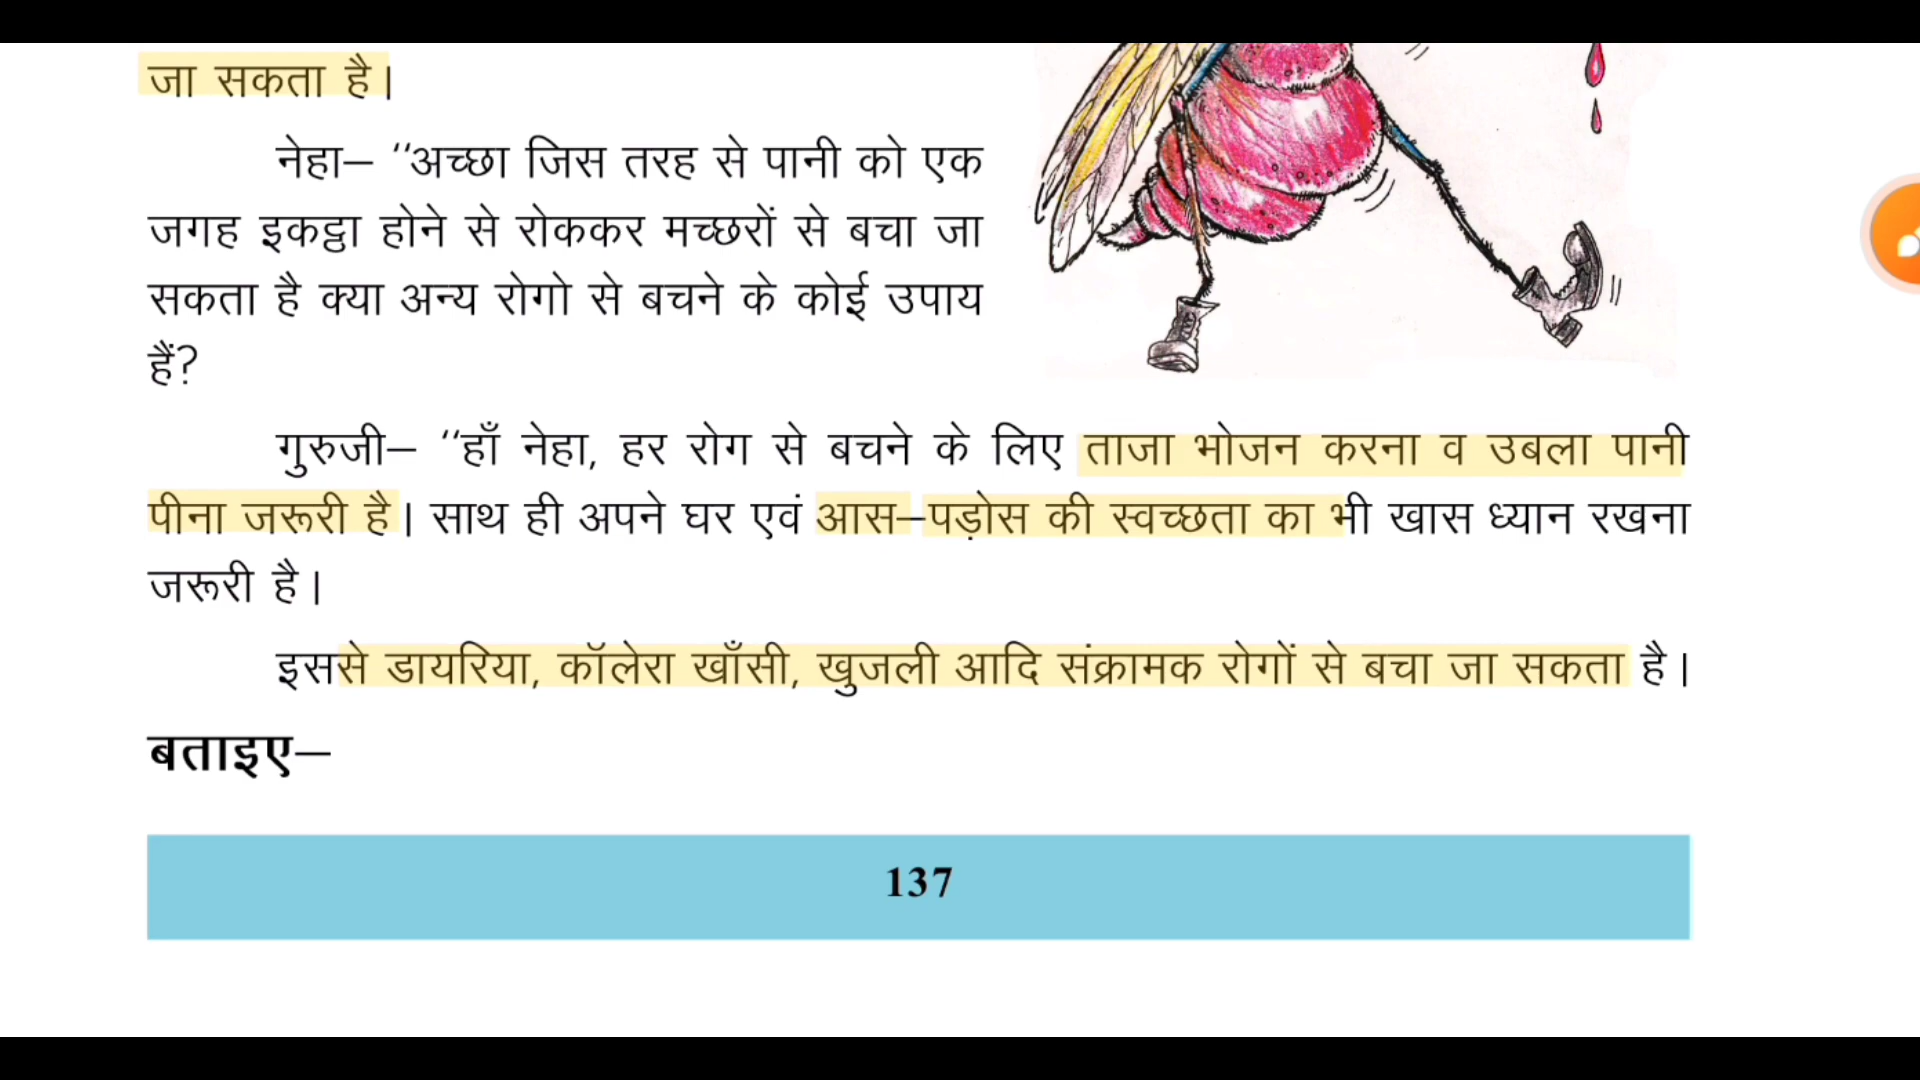 जा सकता है।
नेहा– ‘‘अच्छा जिस तरह से पानी को एक
जगह इकट्ठा होने से रोककर मच्छरों से बचा जा
सकता है क्या अन्य रोगो से बचने के कोई उपाय
हैं?
गुरुजी– ‘‘हाँ नेहा, हर रोग से बचने के लिए ताजा भोजन करना व उबला पानी
पीना जरूरी है। साथ ही अपने घर एवं आस–पड़ोस की स्वच्छता का भी खास ध्यान रखना
जरूरी है।
इससे डायरिया, कॉलेरा खाँसी, खुजली आदि संक्रामक रोगों से बचा जा सकता है।
बताइए–
137